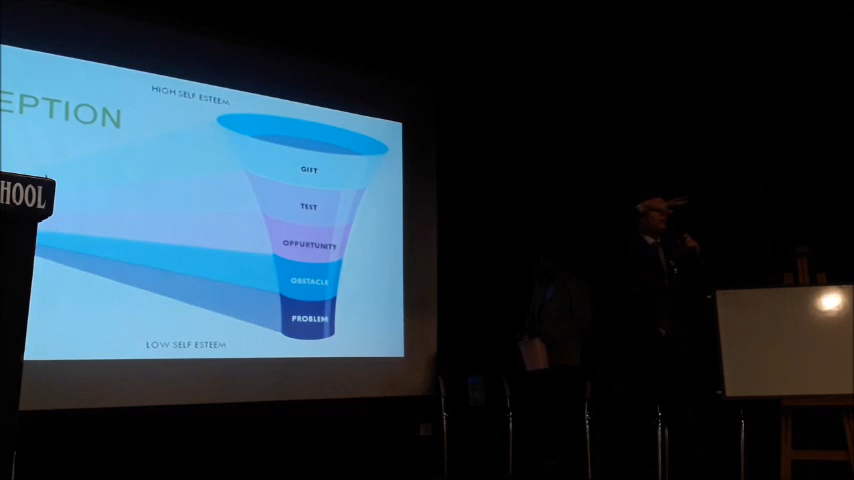 HIGH SELF ESTEEM
EPTION
GIFT
HOOL
TEST
OPPURTUNITY
OBSTACLE
PROBLEM
LOW SELF ESTEEM